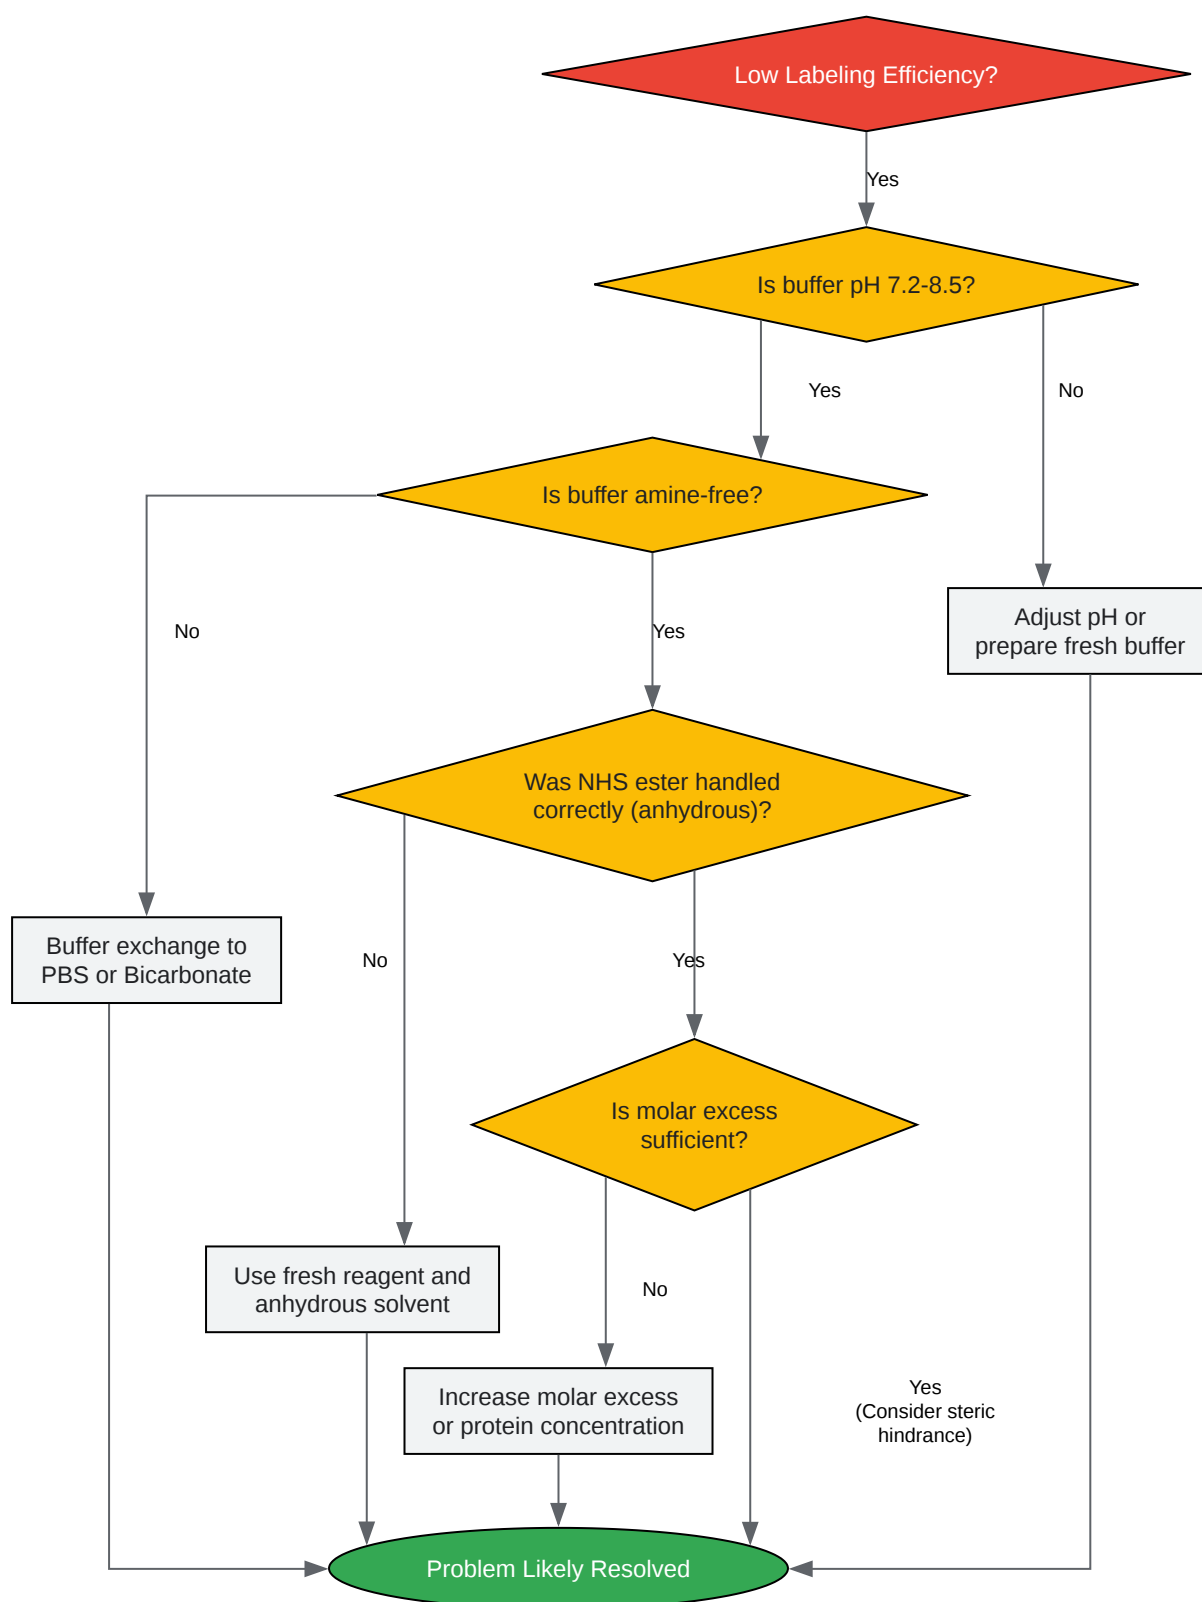 Low Labeling Efficiency?
Yes
Is buffer pH 7.2-8.5?
Yes
No
Is buffer amine-free?
No
Yes
Adjust pH or
prepare fresh buffer
Was NHS ester handled
correctly (anhydrous)?
Buffer exchange to
PBS or Bicarbonate
No
Yes
Is molar excess
sufficient?
Use fresh reagent and
anhydrous solvent
No
Increase molar excess
or protein concentration
Yes
(Consider steric
hindrance)
Problem Likely Resolved